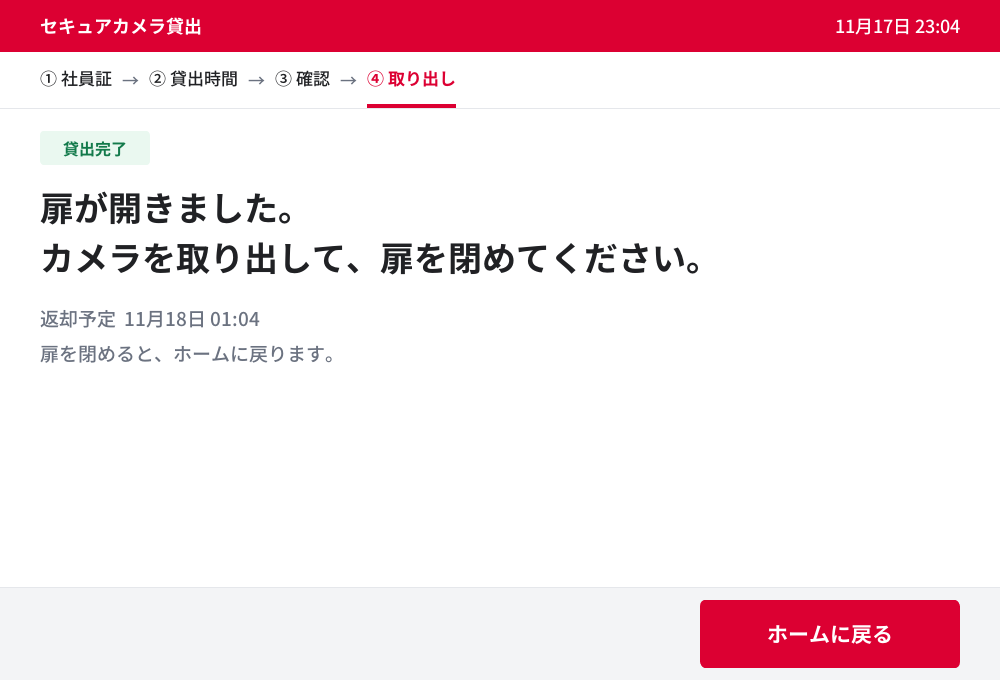 セキュアカメラ貸出
11月17日 23:04
① 社員証 → ② 貸出時間 → ③ 確認 → ④ 取り出し
貸出完了
扉が開きました。
カメラを取り出して、扉を閉めてください。
返却予定 11月18日 01:04
扉を閉めると、ホームに戻ります。
ホームに戻る